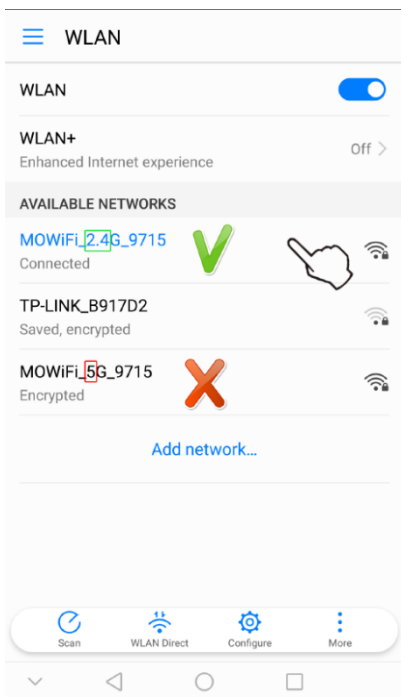 WLAN
WLAN
WLAN+
Enhanced Internet experience
Off
AVAILABLE NETWORKS
MOWiFi_2.4G_9715
Connected
TP-LINK_B917D2
Saved, encrypted
MOWiFi_5G_9715
Encrypted
Add network...
Scan
WLAN Direct
Configure
More